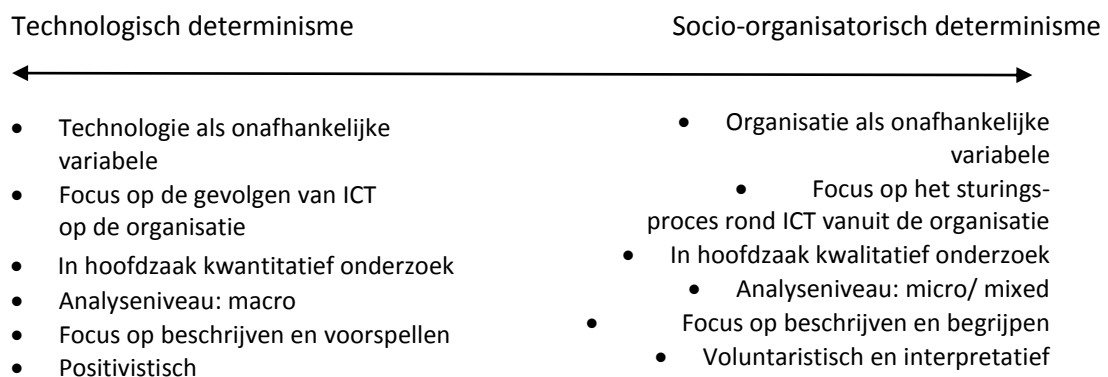 Technologisch determinisme
Socio-organisatorisch determinisme
• Technologie als onafhankelijke
variabele
• Focus op de gevolgen van ICT
op de organisatie
• In hoofdzaak kwantitatief onderzoek
• Analyseniveau: macro
• Focus op beschrijven en voorspellen
• Positivistisch
• Organisatie als onafhankelijke
variabele
• Focus op het sturings-
proces rond ICT vanuit de organisatie
• In hoofdzaak kwalitatief onderzoek
• Analyseniveau: micro/ mixed
• Focus op beschrijven en begrijpen
• Voluntaristisch en interpretatief